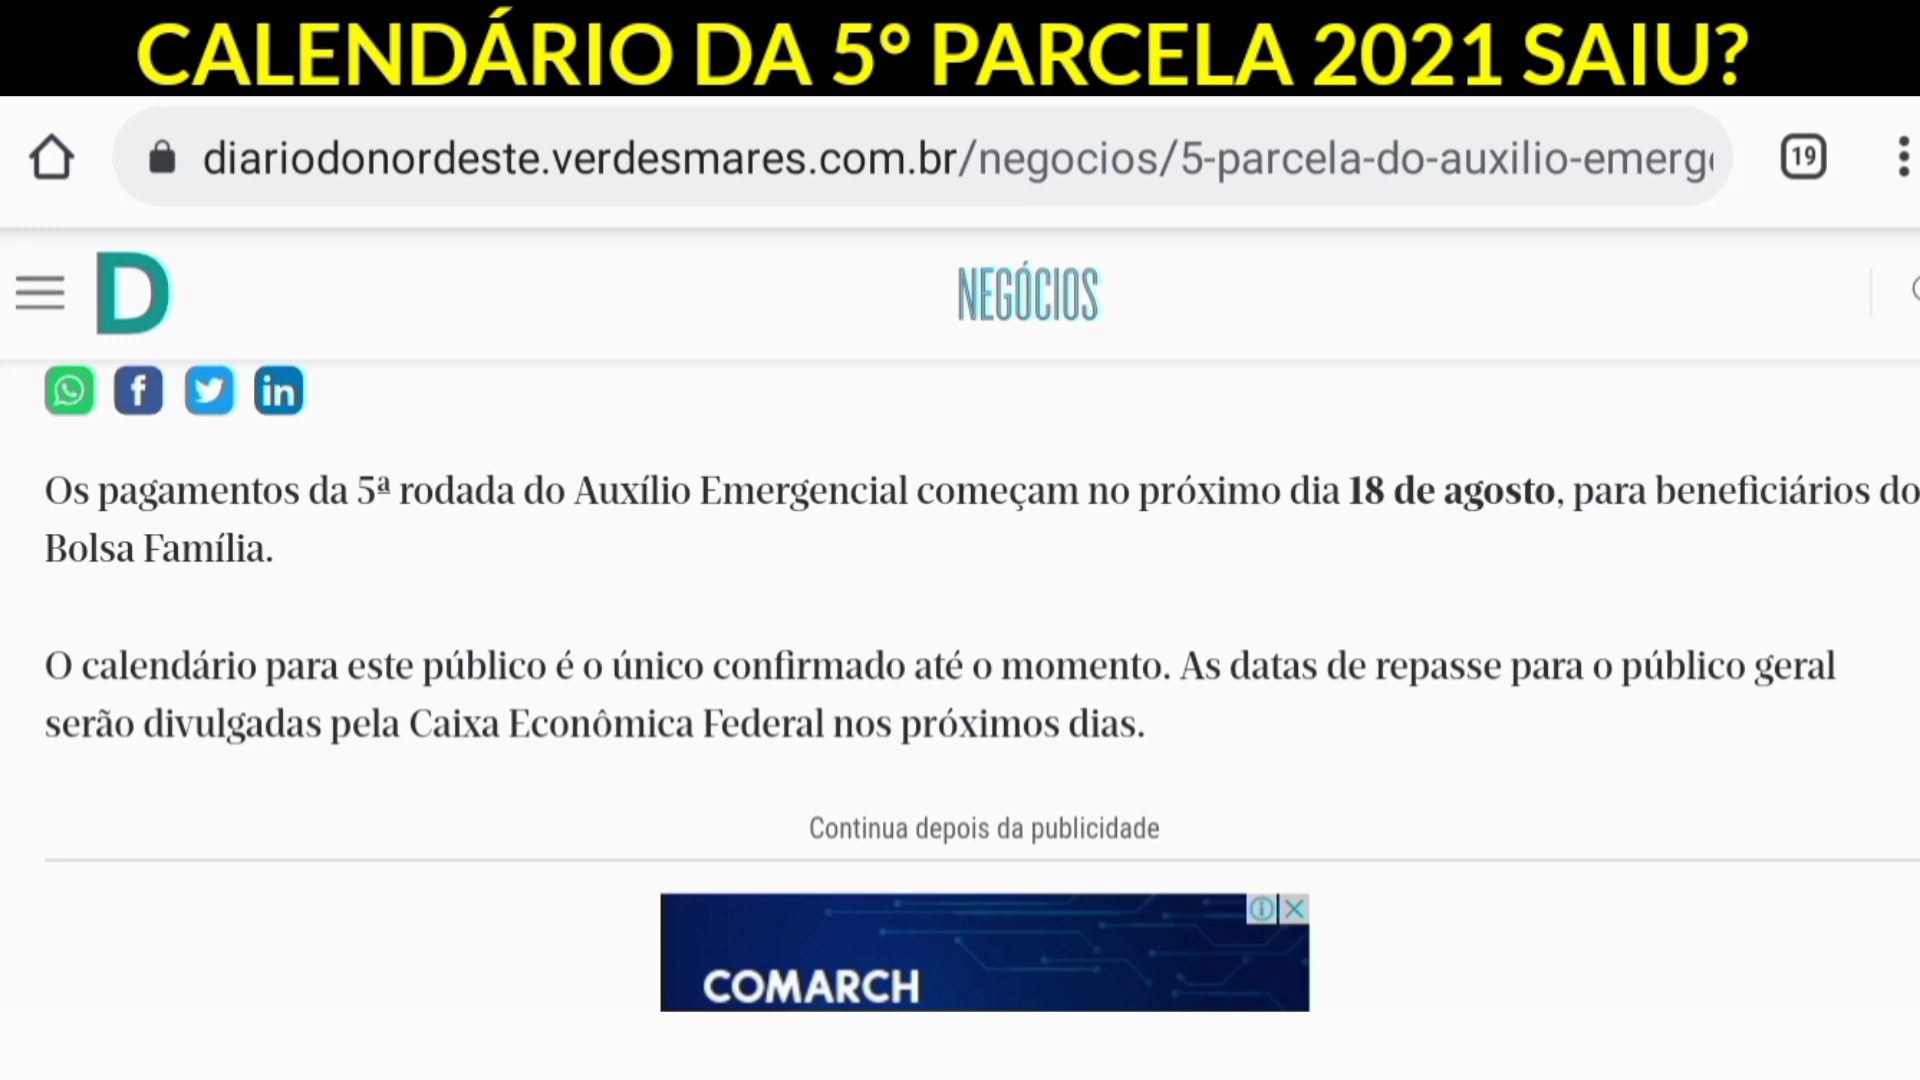 CALENDÁRIO DA 5° PARCELA 2021 SAIU?
diariodonordeste.verdesmares.com.br/negocios/5-parcela-do-auxilio-emerg
19
D
NEGÓCIOS
f in
Os pagamentos da 5ª rodada do Auxílio Emergencial começam no próximo dia 18 de agosto, para beneficiários do
Bolsa Família.
O calendário para este público é o único confirmado até o momento. As datas de repasse para o público geral
serão divulgadas pela Caixa Econômica Federal nos próximos dias.
Continua depois da publicidade
COMARCH